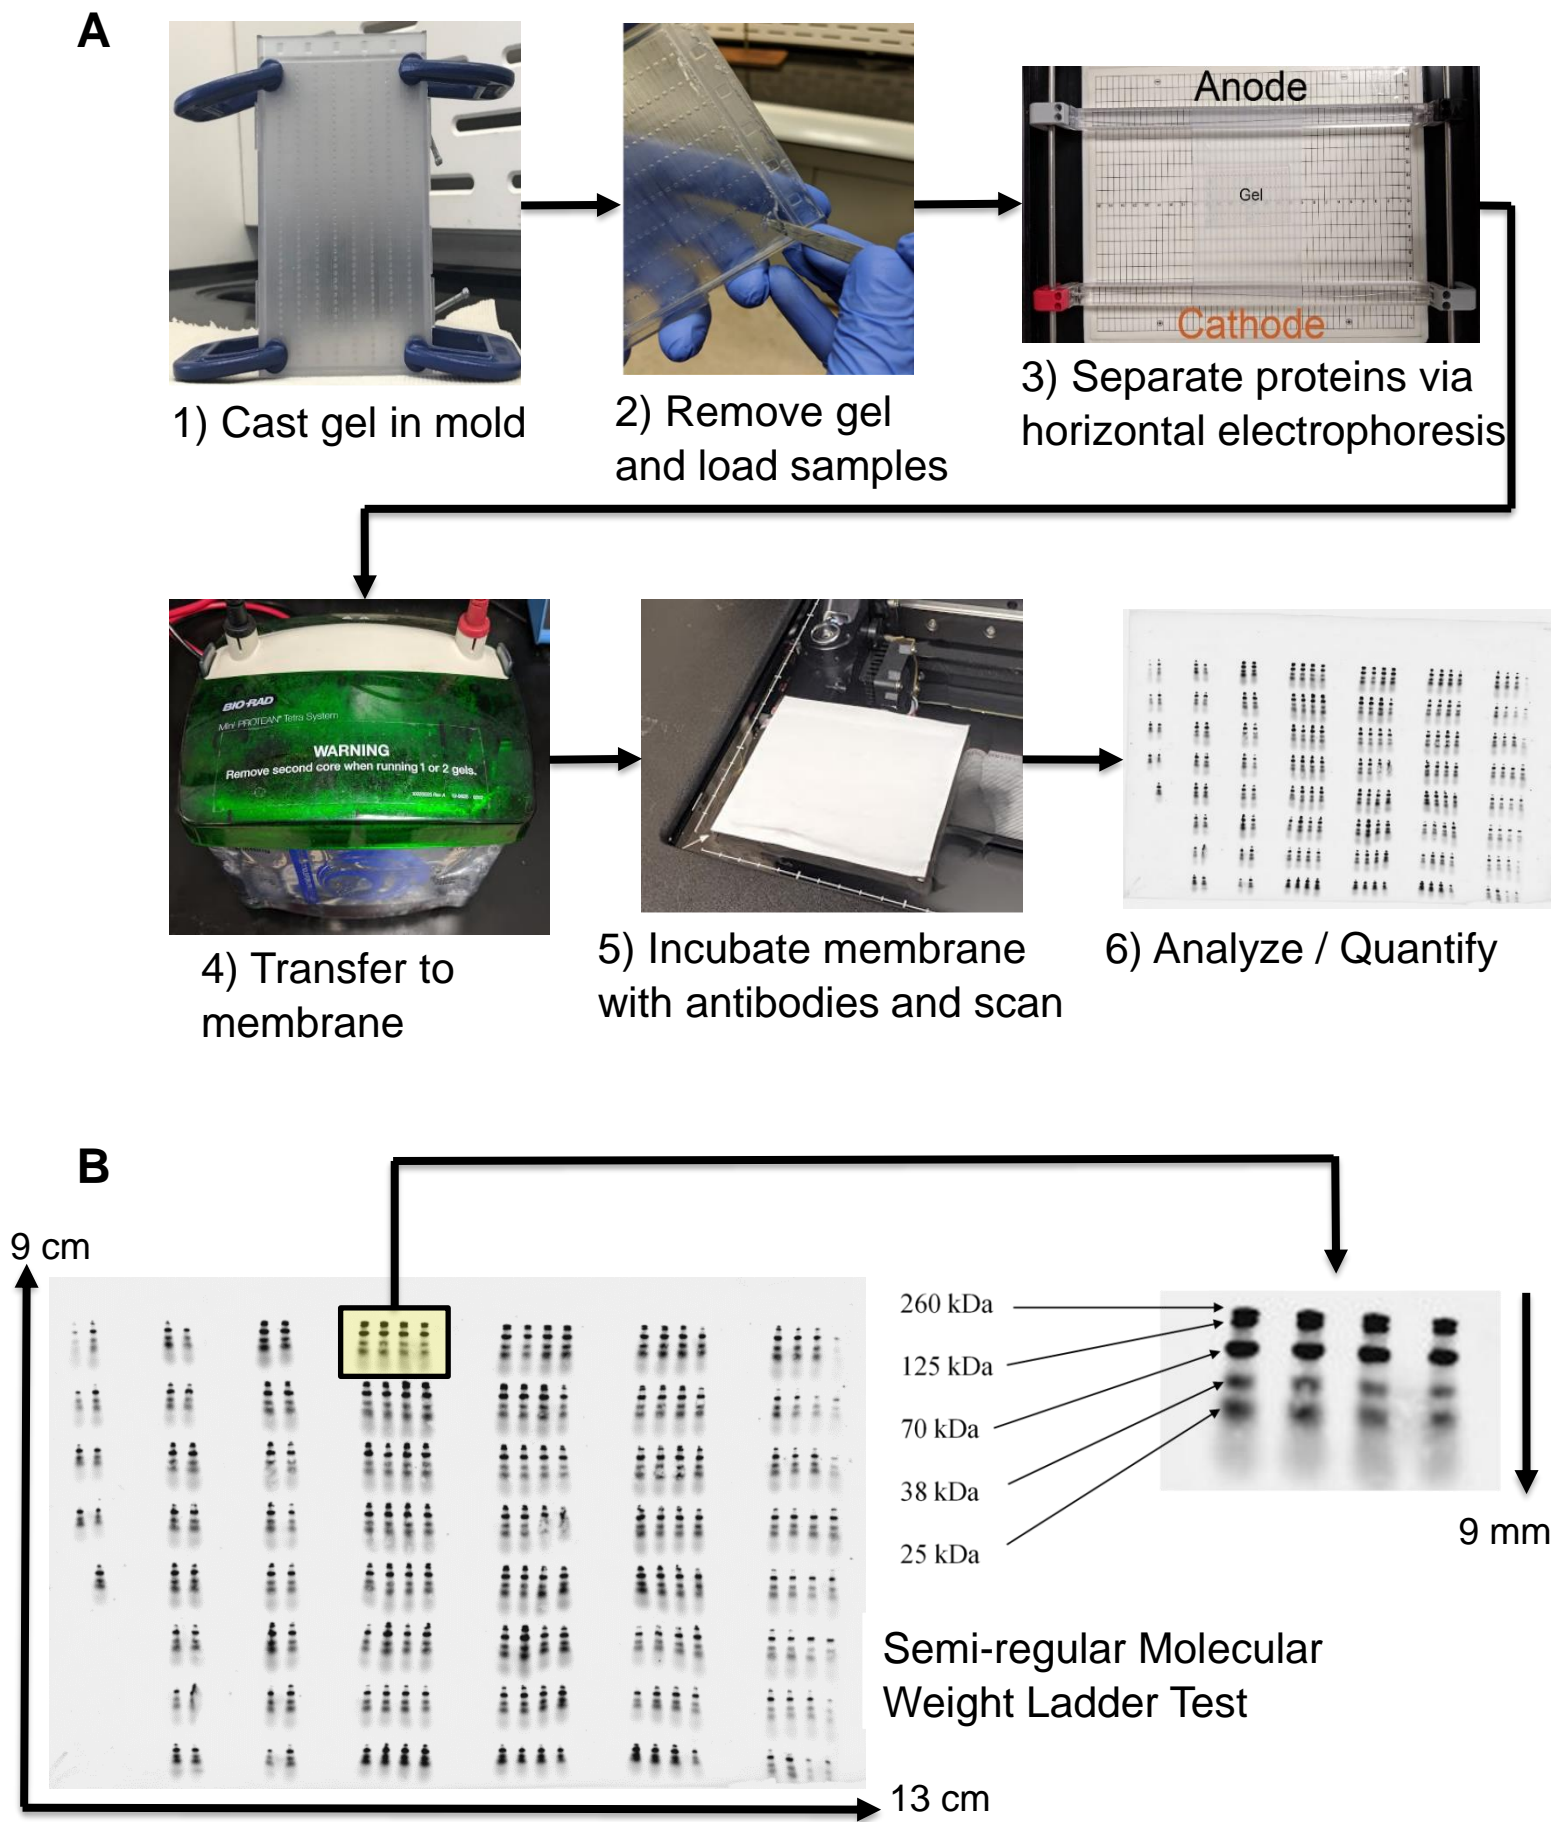 A
Anode
Gel
Cathode
1) Cast gel in mold
2) Remove gel
and load samples
3) Separate proteins via
horizontal electrophoresis
BIO-RAD
Mini-PROTEAN® Tetra System
WARNING
Remove second core when running 1 or 2 gels.
4) Transfer to
membrane
5) Incubate membrane
with antibodies and scan
6) Analyze / Quantify
B
9 cm
260 kDa
125 kDa
70 kDa
38 kDa
25 kDa
9 mm
Semi-regular Molecular
Weight Ladder Test
13 cm